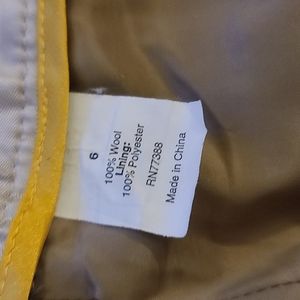 6
100% Wool
Lining:
100% Polyester
RN77388
Made in China